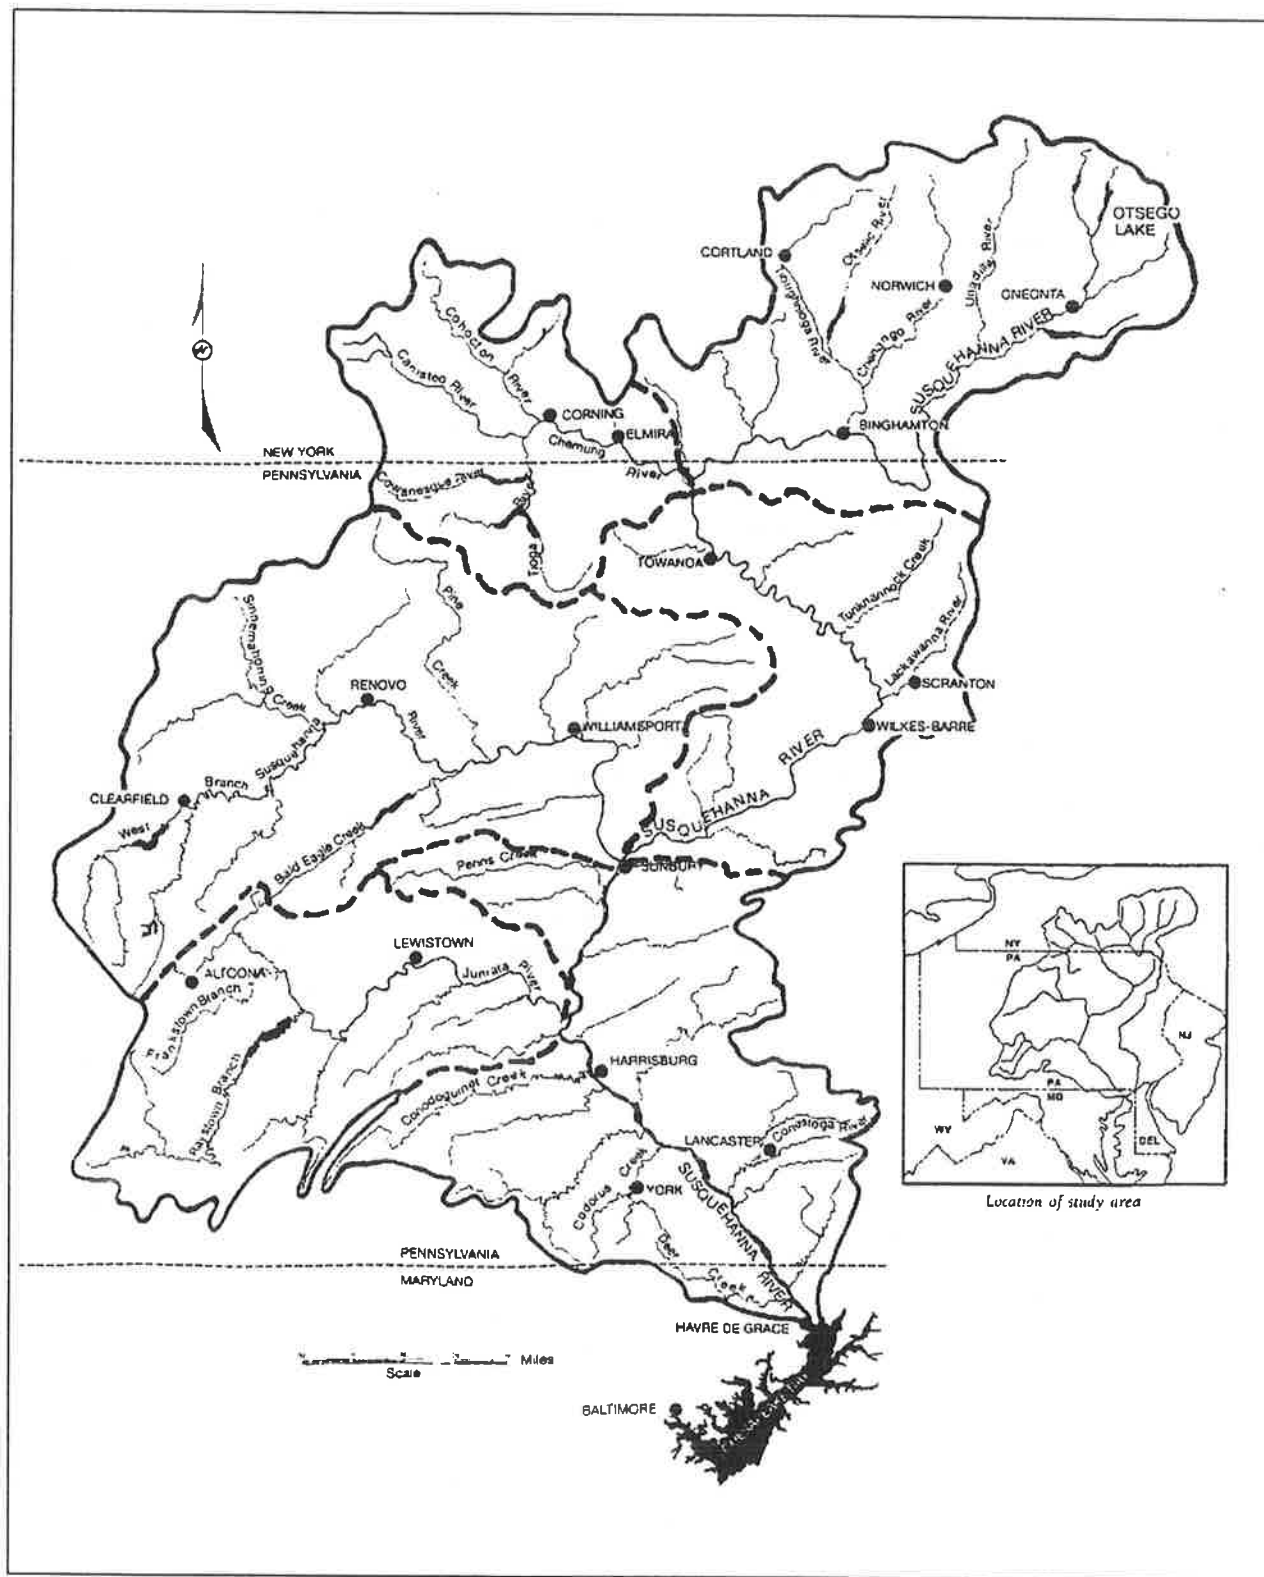 OTSEGO
LAKE
CORTLAND
Otselic River
Unadilla River
NORWICH
ONEONTA
Tioughnioga River
Chenango River
SUSQUEHANNA RIVER
Cohocton
River
Canisteo River
CORNING
ELMIRA
BINGHAMTON
Chemung
River
NEW YORK
PENNSYLVANIA
Cowanesque River
River
Tioga
TOWANDA
Tunkhannock Creek
Lackawanna River
Pine
Creek
Sinnemahoning Creek
RENOVO
SCRANTON
River
WILLIAMSPORT
WILKES-BARRE
SUSQUEHANNA RIVER
CLEARFIELD
West Branch Susquehanna
Bald Eagle Creek
Penns Creek
SUNBURY
LEWISTOWN
Juniata River
ALTOONA
Frankstown Branch
Raystown Branch
HARRISBURG
Conodoguinet Creek
LANCASTER
Conestoga River
Codorus Creek
YORK
SUSQUEHANNA RIVER
Deer
Creek
PENNSYLVANIA
MARYLAND
HAVRE DE GRACE
Miles
Scale
BALTIMORE
NY
PA
NJ
PA
MD
WV
DEL
VA
Location of study area